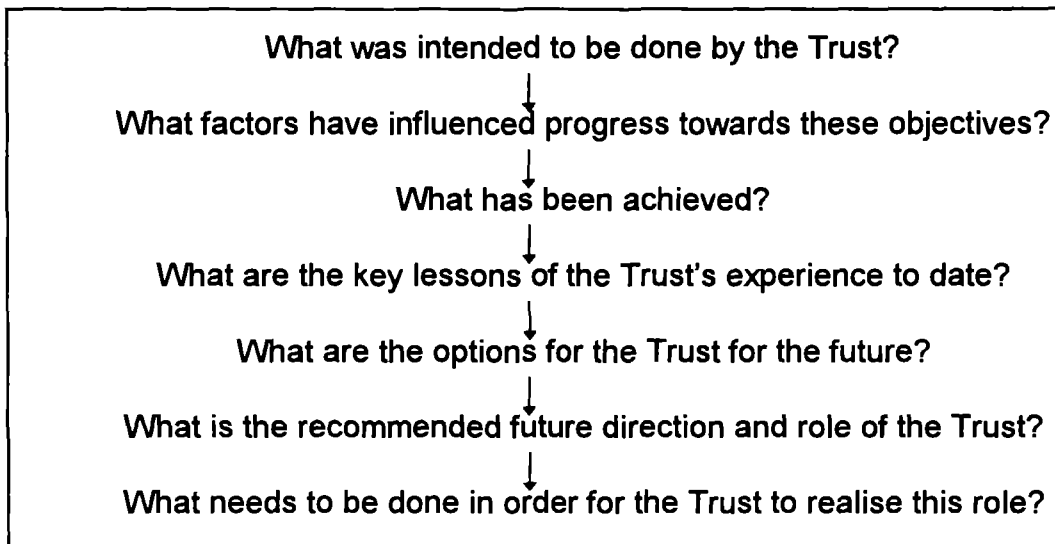 What was intended to be done by the Trust?
What factors have influenced progress towards these objectives?
What has been achieved?
What are the key lessons of the Trust's experience to date?
What are the options for the Trust for the future?
What is the recommended future direction and role of the Trust?
What needs to be done in order for the Trust to realise this role?